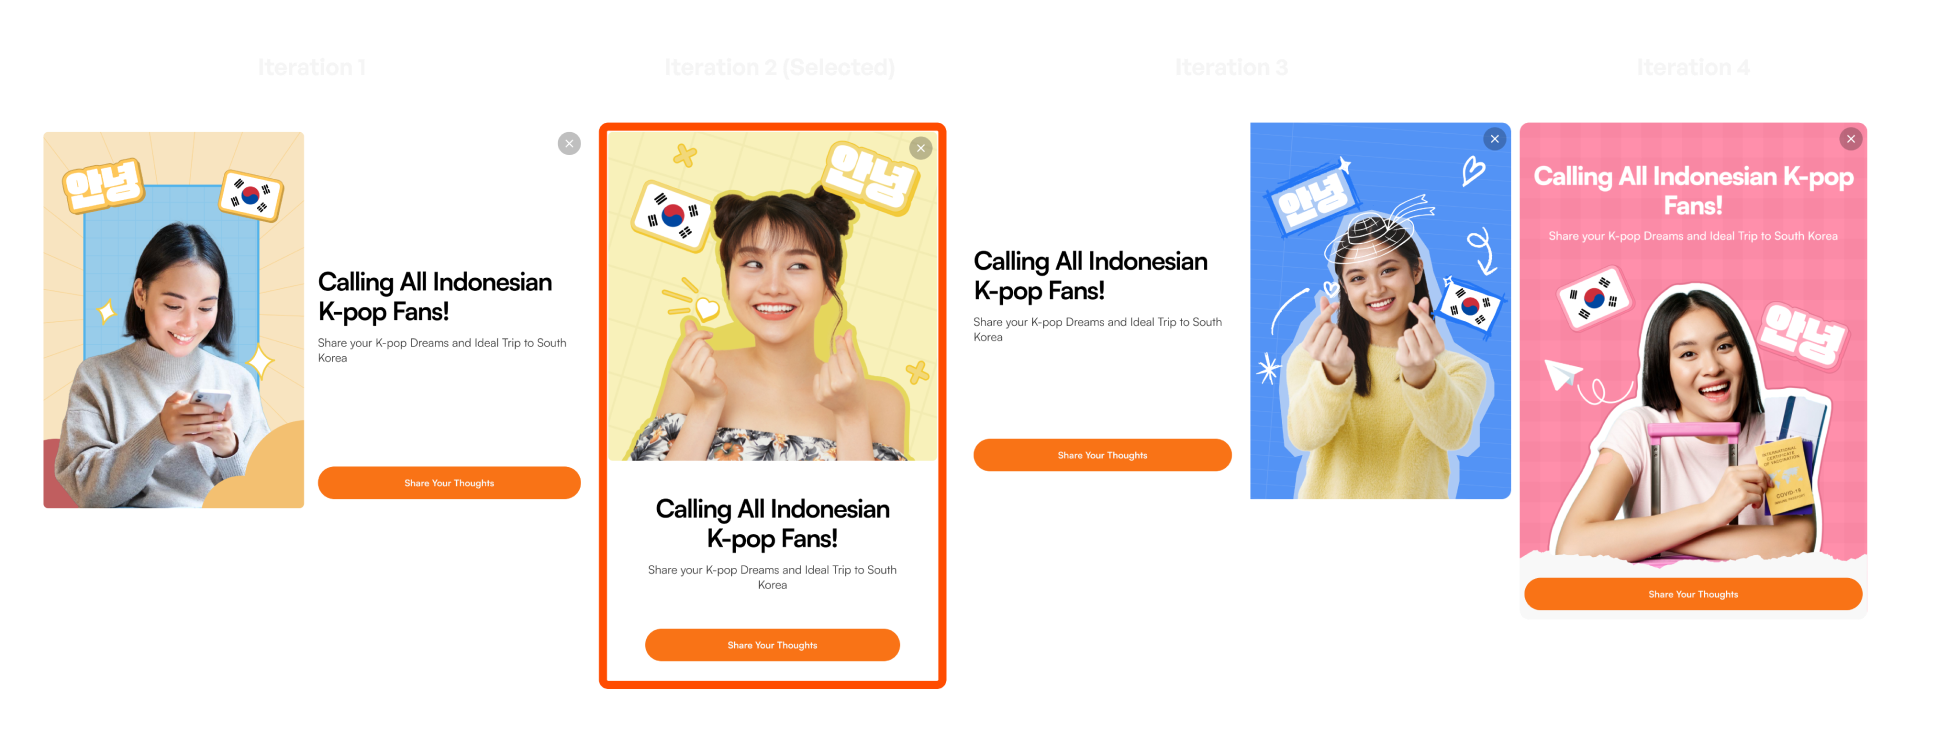 Iteration 1
Iteration 2 (Selected)
Iteration 3
Iteration 4
안녕
Calling All Indonesian
K-pop Fans!
Share your K-pop Dreams and Ideal Trip to South
Korea
Share Your Thoughts
안녕
Calling All Indonesian
K-pop Fans!
Share your K-pop Dreams and Ideal Trip to South
Korea
Share Your Thoughts
Calling All Indonesian
K-pop Fans!
Share your K-pop Dreams and Ideal Trip to South
Korea
Share Your Thoughts
안녕
Calling All Indonesian K-pop
Fans!
Share your K-pop Dreams and Ideal Trip to South Korea
안녕
INTERNATIONAL
CERTIFICATE
OF VACCINATION
COVID-19
Share Your Thoughts